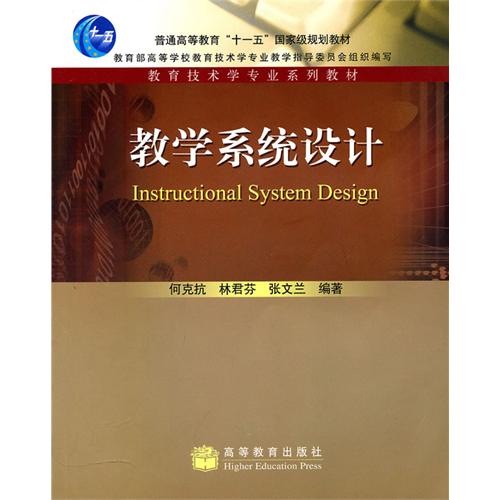 十一五
普通高等教育“十一五”国家级规划教材
教育部高等学校教育技术学专业教学指导委员会组织编写
教育技术学专业系列教材
教学系统设计
Instructional System Design
何克抗 林君芬 张文兰 编著
高等教育出版社
Higher Education Press